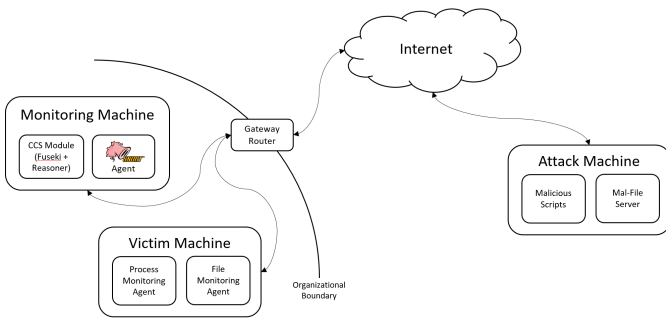 Internet
Monitoring Machine
CCS Module
(Fuseki +
Reasoner)
Agent
Gateway
Router
Attack Machine
Malicious
Scripts
Mal-File
Server
Victim Machine
Process
Monitoring
Agent
File
Monitoring
Agent
Organizational
Boundary